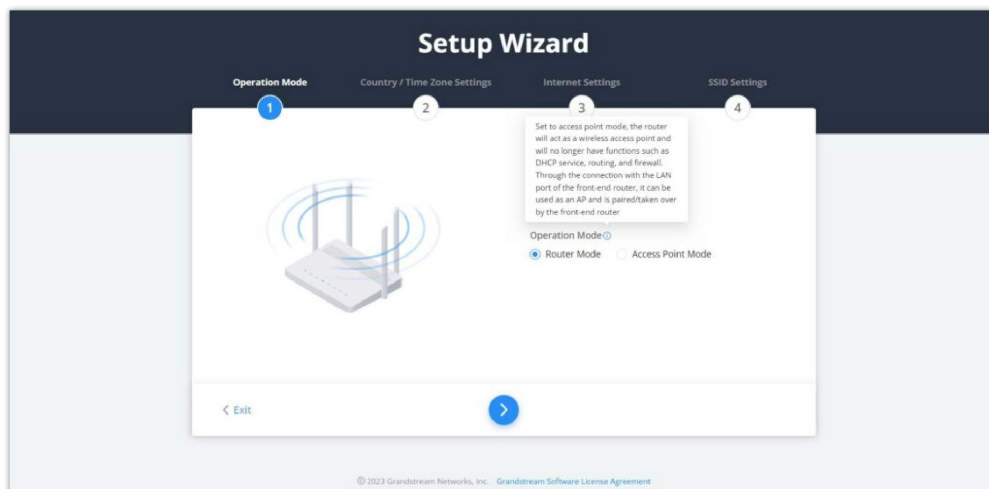 Setup Wizard
Operation Mode
Country / Time Zone Settings
Internet Settings
SSID Settings
1
2
3
4
Set to access point mode, the router
will act as a wireless access point and
will no longer have functions such as
DHCP service, routing, and firewall.
Through the connection with the LAN
port of the front-end router, it can be
used as an AP and is paired/taken over
by the front-end router
Operation Mode
Router Mode
Access Point Mode
Exit
© 2023 Grandstream Networks, Inc. Grandstream Software License Agreement